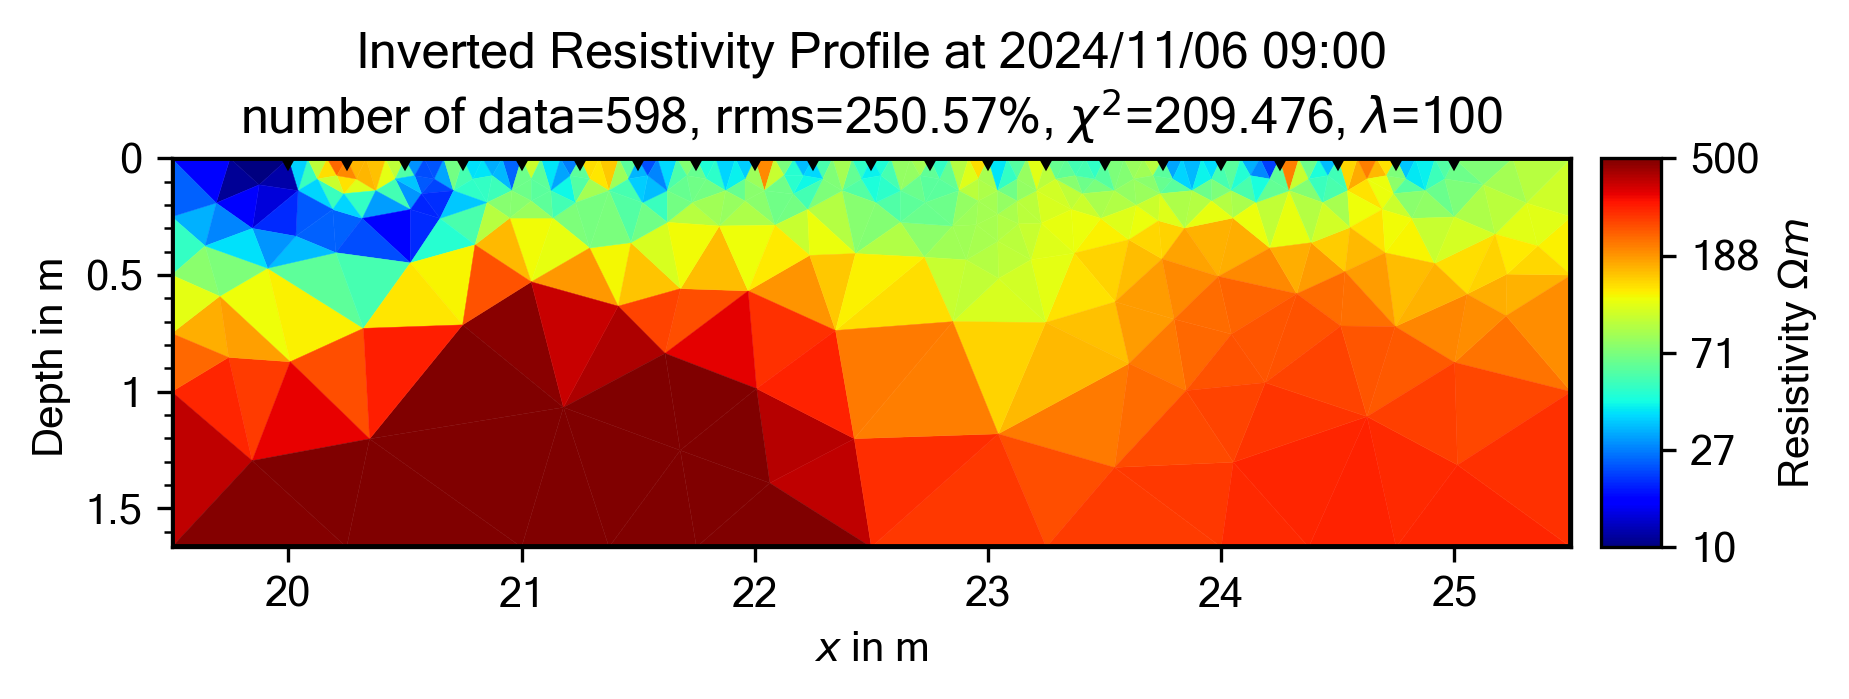 Inverted Resistivity Profile at 2024/11/06 09:00
number of data=598, rrms=250.57%, χ²=209.476, λ=100
0
0.5
1
1.5
Depth in m
20 21 22 23 24 25
x in m
500
188
71
27
10
Resistivity Ωm